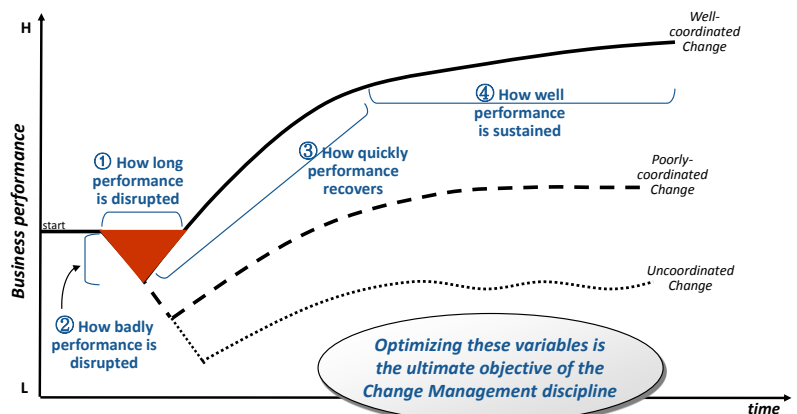 H
Well-
coordinated
Change
④ How well
performance
is sustained
① How long
performance
is disrupted
③ How quickly
performance
recovers
Poorly-
coordinated
Change
start
Business performance
Uncoordinated
Change
② How badly
performance is
disrupted
Optimizing these variables is
the ultimate objective of the
Change Management discipline
L
time